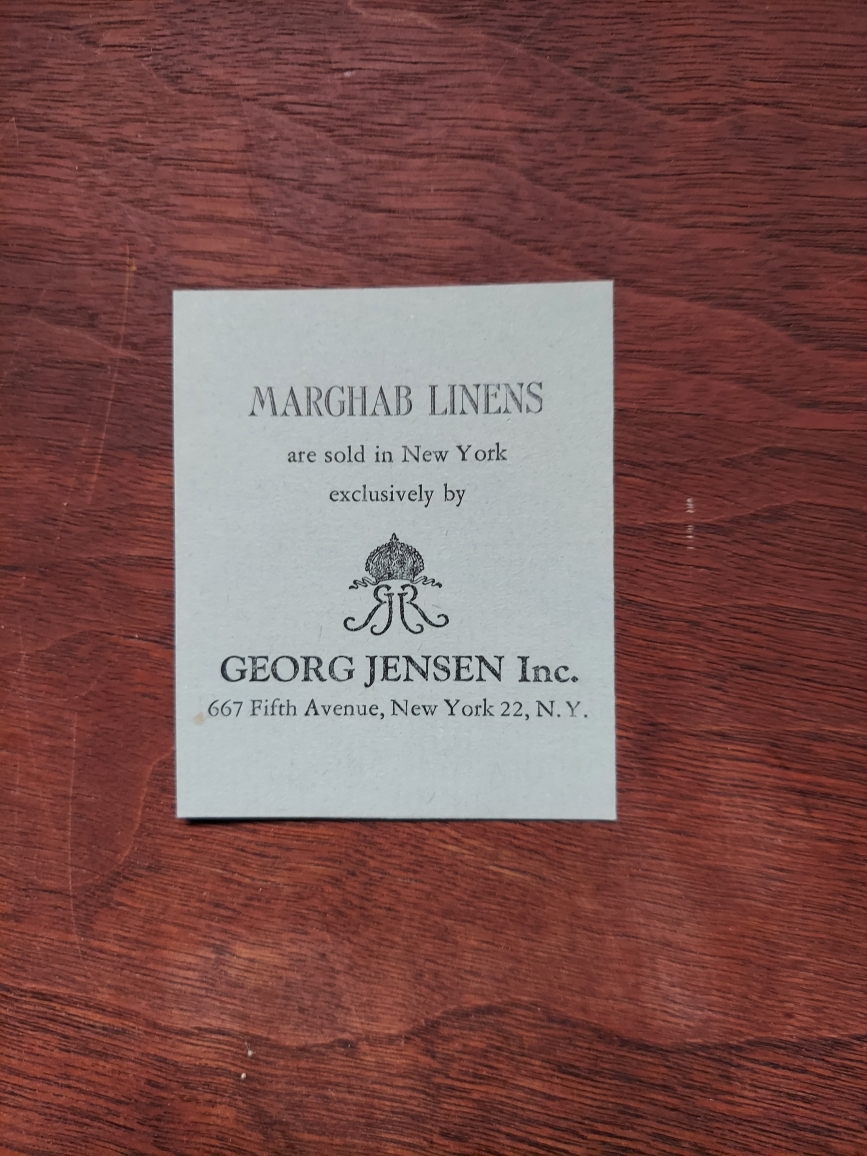 MARGHAB LINENS
are sold in New York
exclusively by
GEORG JENSEN Inc.
667 Fifth Avenue, New York 22, N.Y.